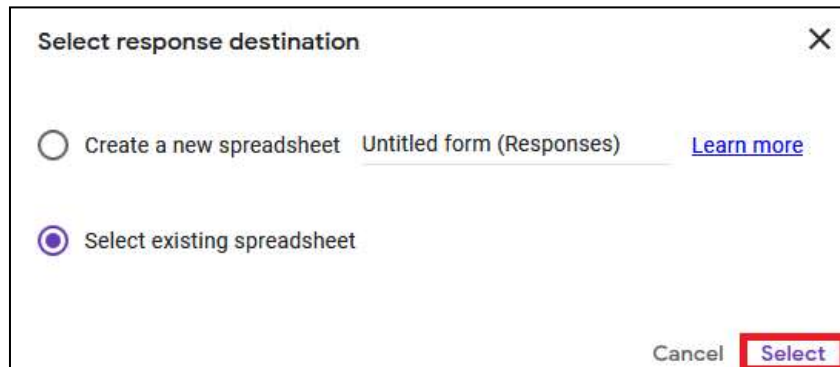 Select response destination
Create a new spreadsheet Untitled form (Responses) Learn more
Select existing spreadsheet
Cancel Select